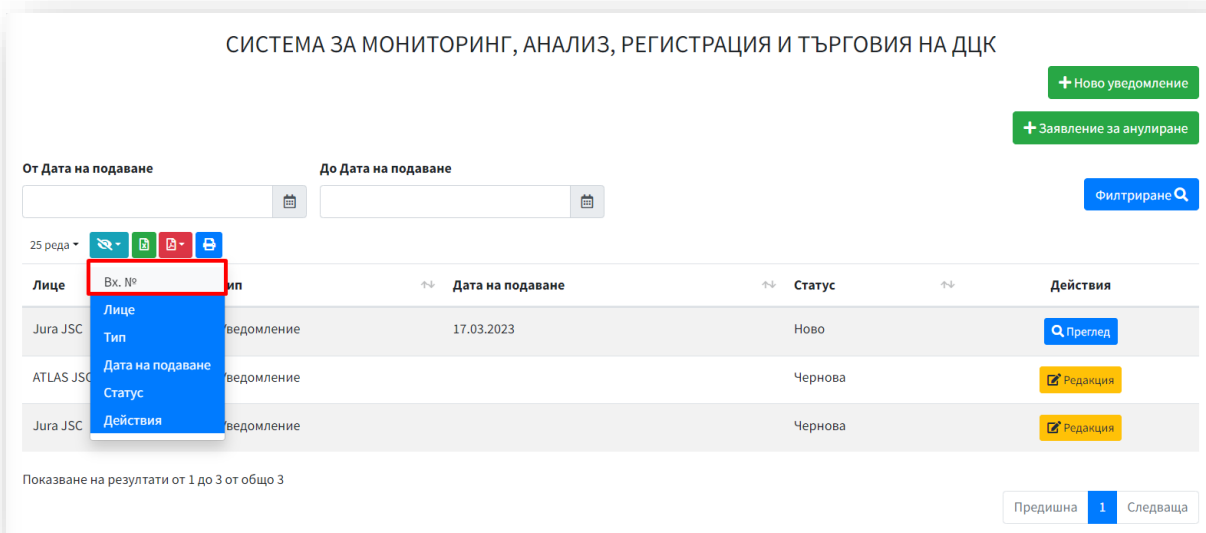 СИСТЕМА ЗА МОНИТОРИНГ, АНАЛИЗ, РЕГИСТРАЦИЯ И ТЪРГОВИЯ НА ДЦК
Ново уведомление
Заявление за анулиране
От Дата на подаване До Дата на подаване
Филтриране
25 реда
Лице ип Дата на подаване Статус Действия
Вх. №
Лице
Тип
Дата на подаване
Статус
Действия
Jura JSC ведомление 17.03.2023 Ново Преглед
ATLAS JSC ведомление Чернова Редакция
Jura JSC ведомление Чернова Редакция
Показване на резултати от 1 до 3 от общо 3
Предишна 1 Следваща